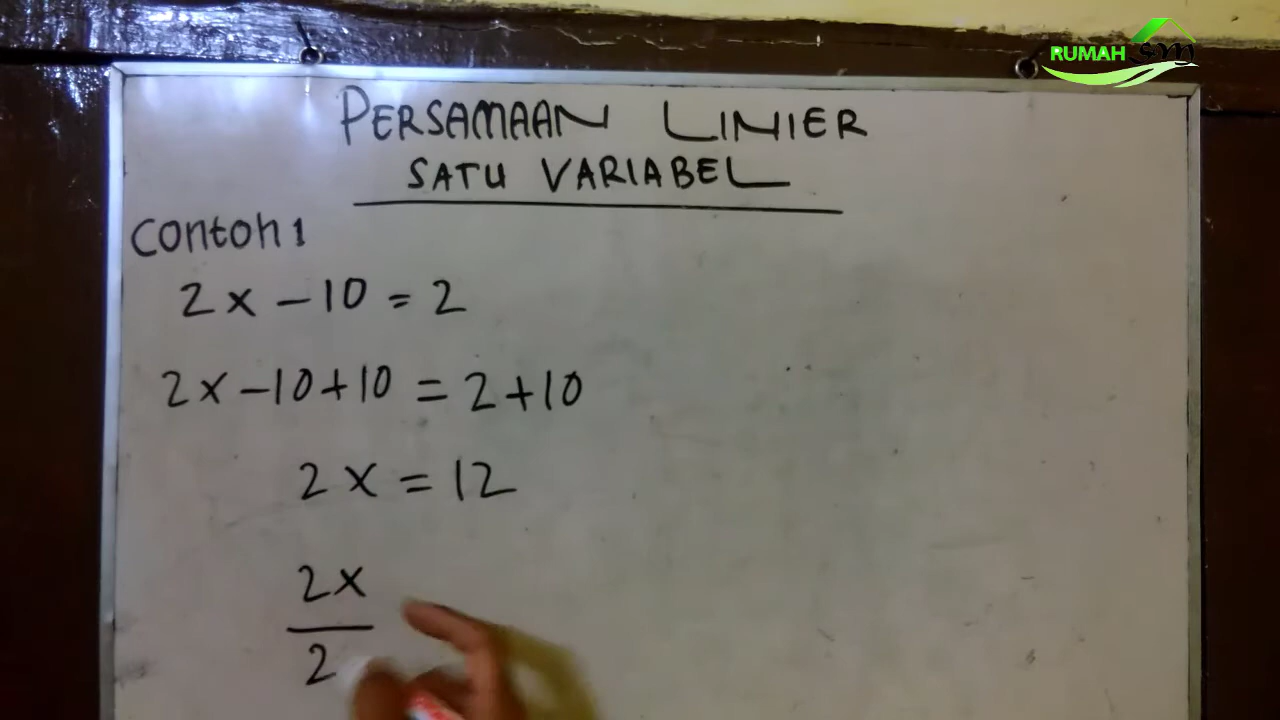 RUMAH sm
PERSAMAAN LINIER
SATU VARIABEL
Contoh 1
2x - 10 = 2
2x - 10 + 10 = 2 + 10
2x = 12
2x
2